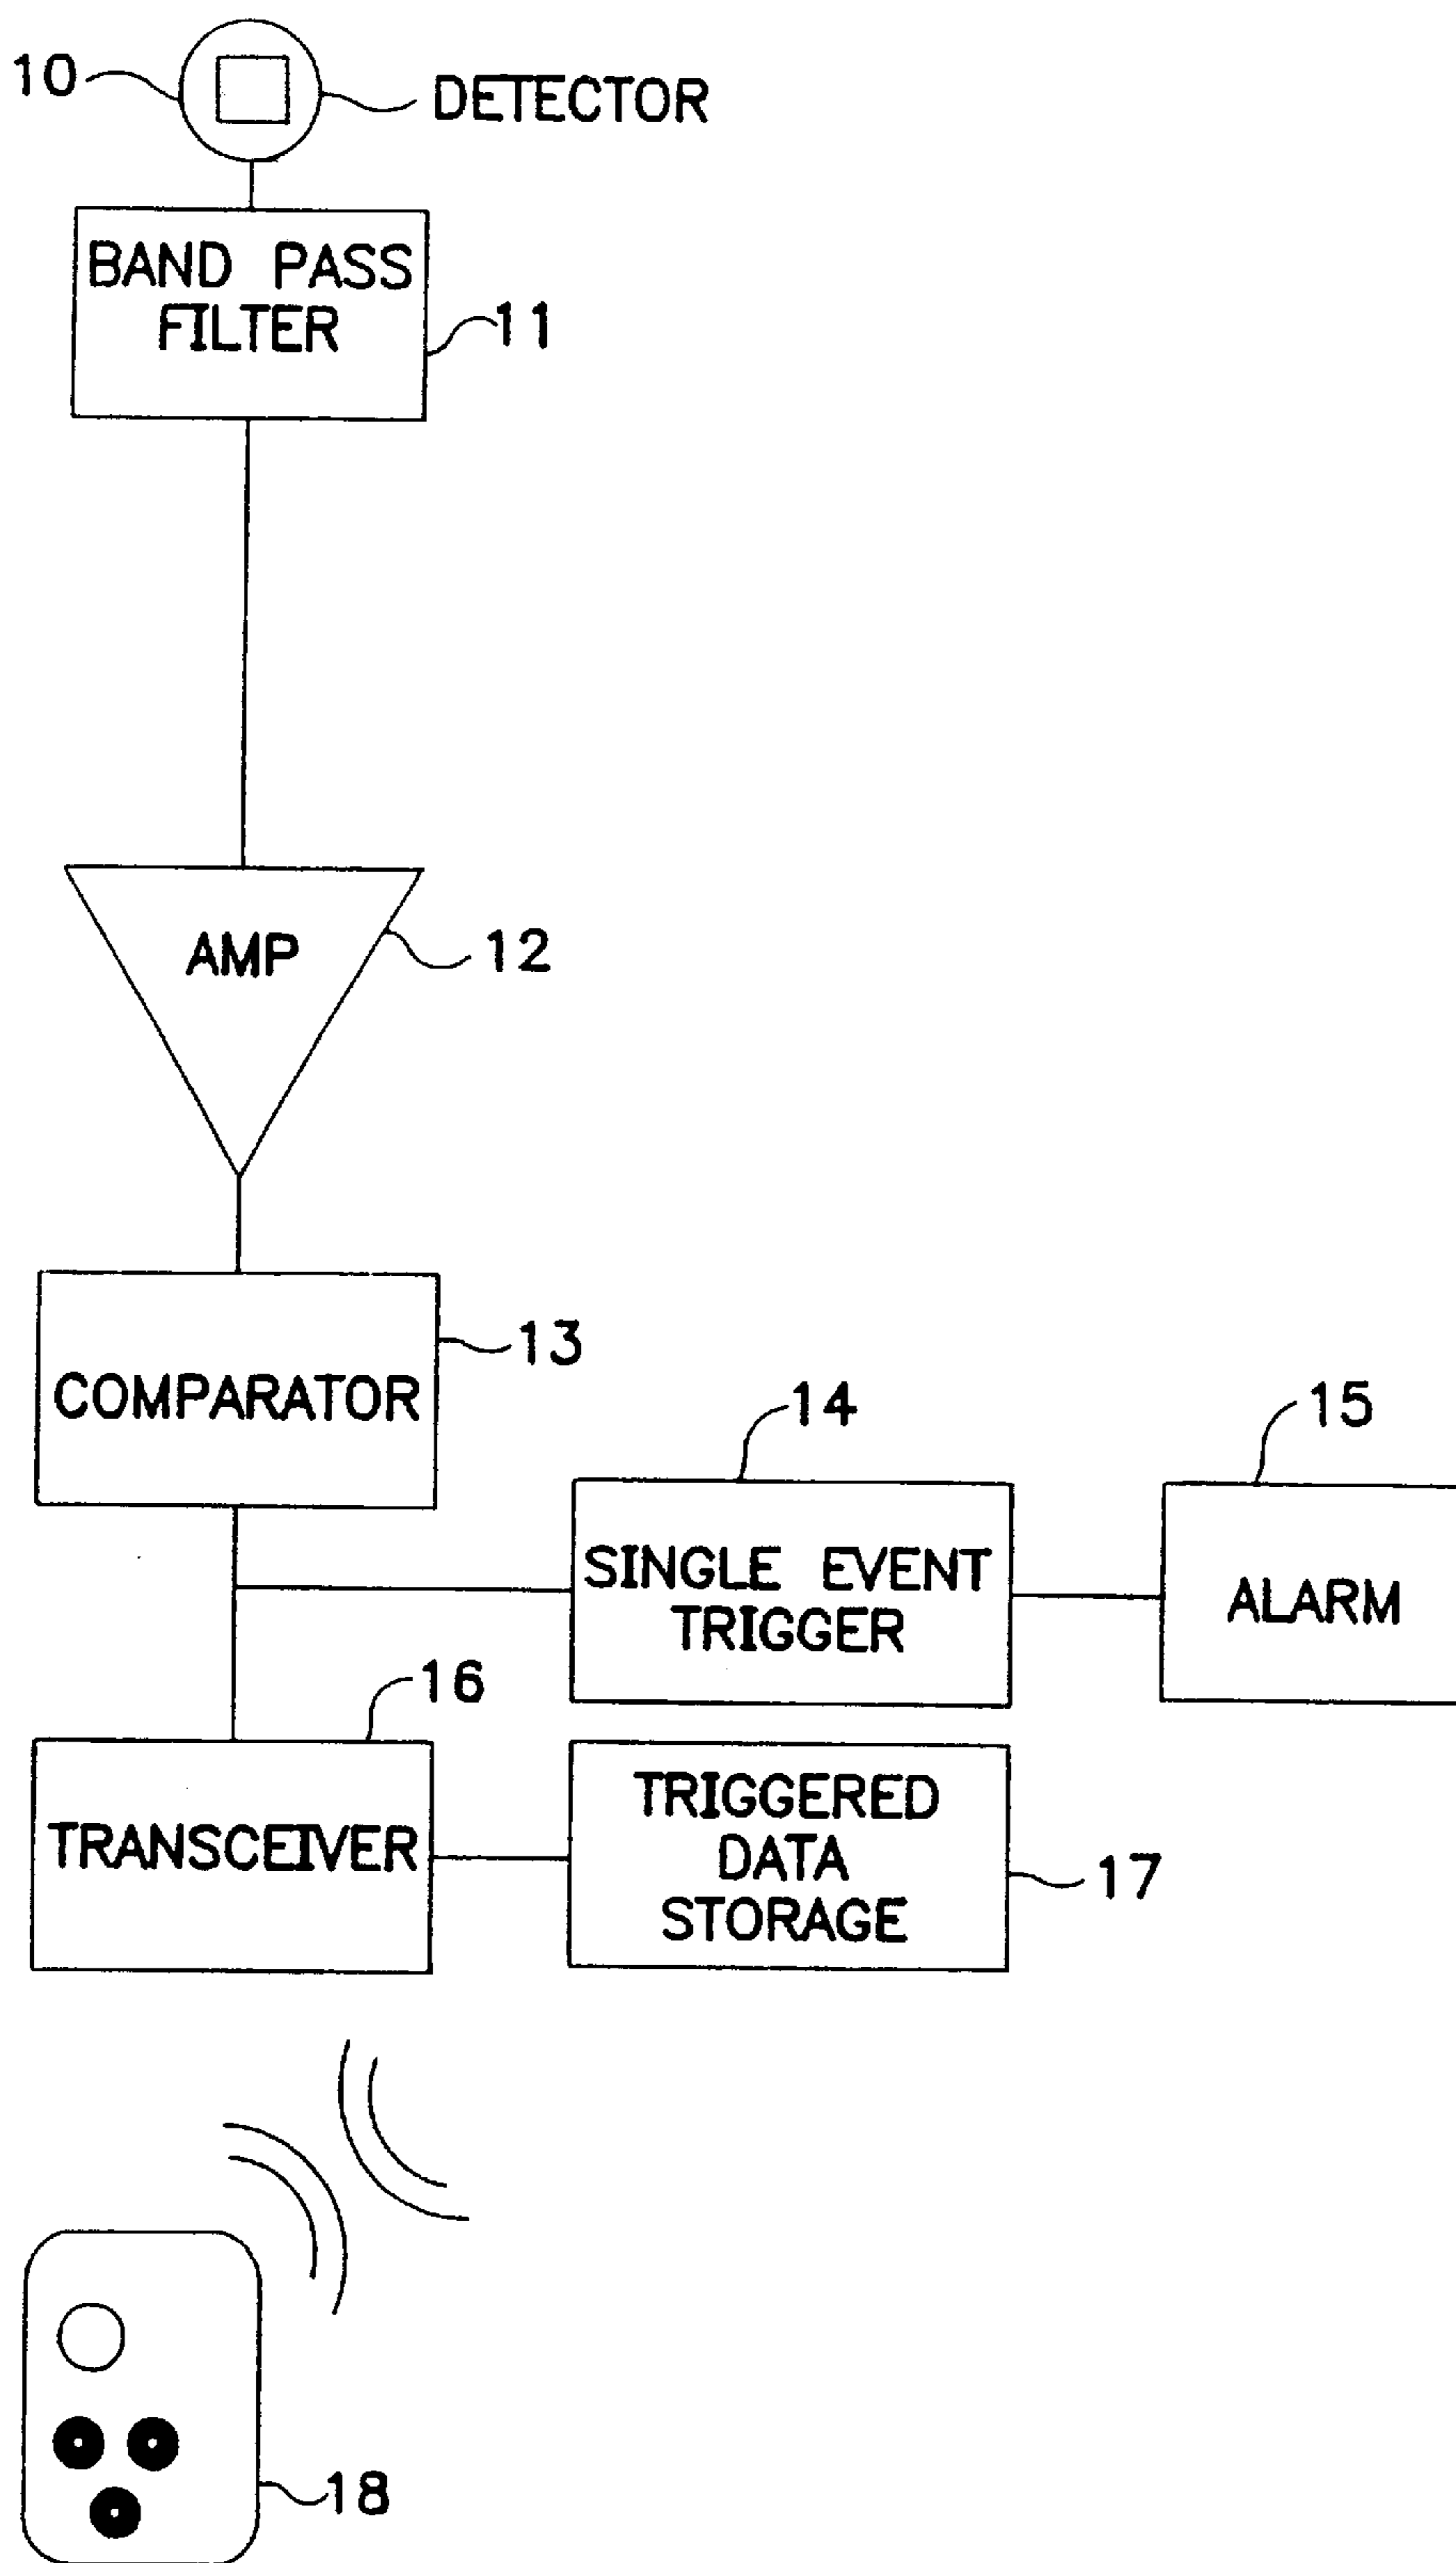 10
DETECTOR
BAND PASS
FILTER
11
AMP
12
13
COMPARATOR
14
15
SINGLE EVENT
TRIGGER
ALARM
16
TRANSCEIVER
TRIGGERED
DATA
STORAGE
17
18